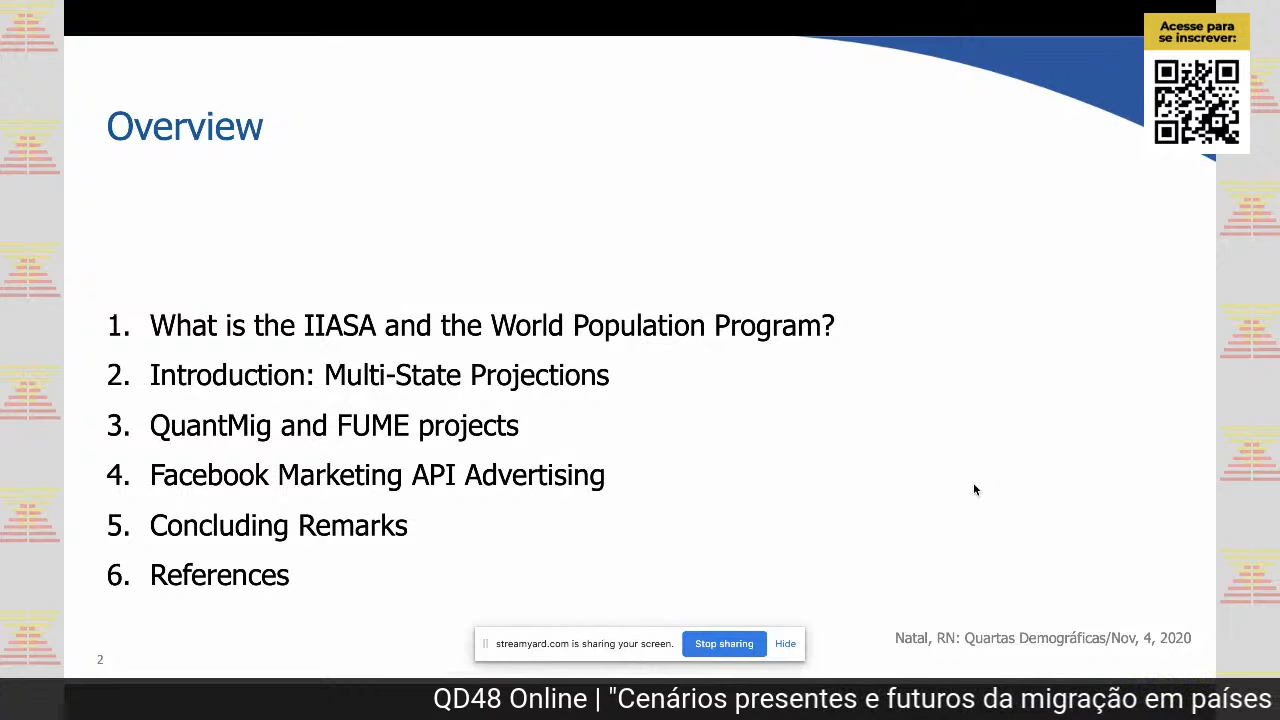 Acesse para
se inscrever:
Overview
1. What is the IIASA and the World Population Program?
2. Introduction: Multi-State Projections
3. QuantMig and FUME projects
4. Facebook Marketing API Advertising
5. Concluding Remarks
6. References
Natal, RN: Quartas Demográficas/Nov, 4, 2020
streamyard.com is sharing your screen. Stop sharing Hide
2
QD48 Online | "Cenários presentes e futuros da migração em países